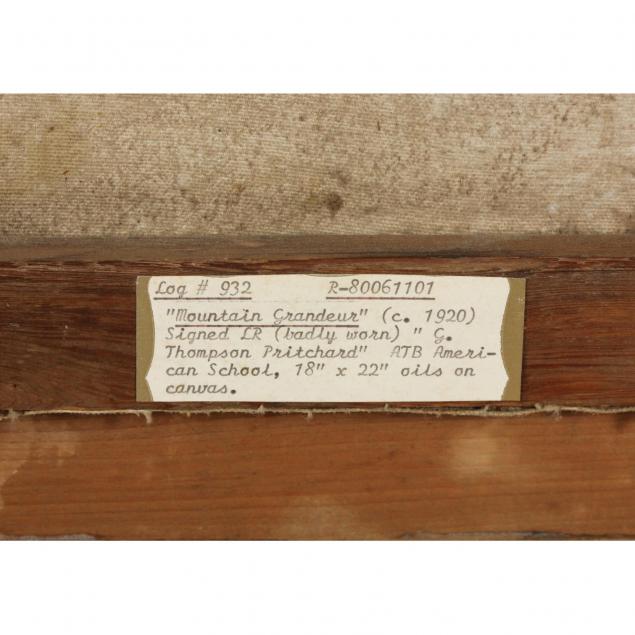 Log # 932 R-80061101
"Mountain Grandeur" (c. 1920)
Signed LR (badly worn) " G.
Thompson Pritchard" ATB Ameri-
can School, 18" x 22" oils on
canvas.